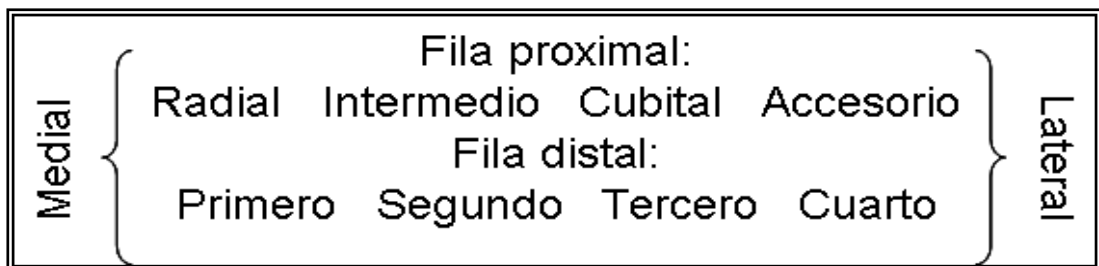 Medial
Fila proximal:
Radial Intermedio Cubital Accesorio
Fila distal:
Primero Segundo Tercero Cuarto
Lateral